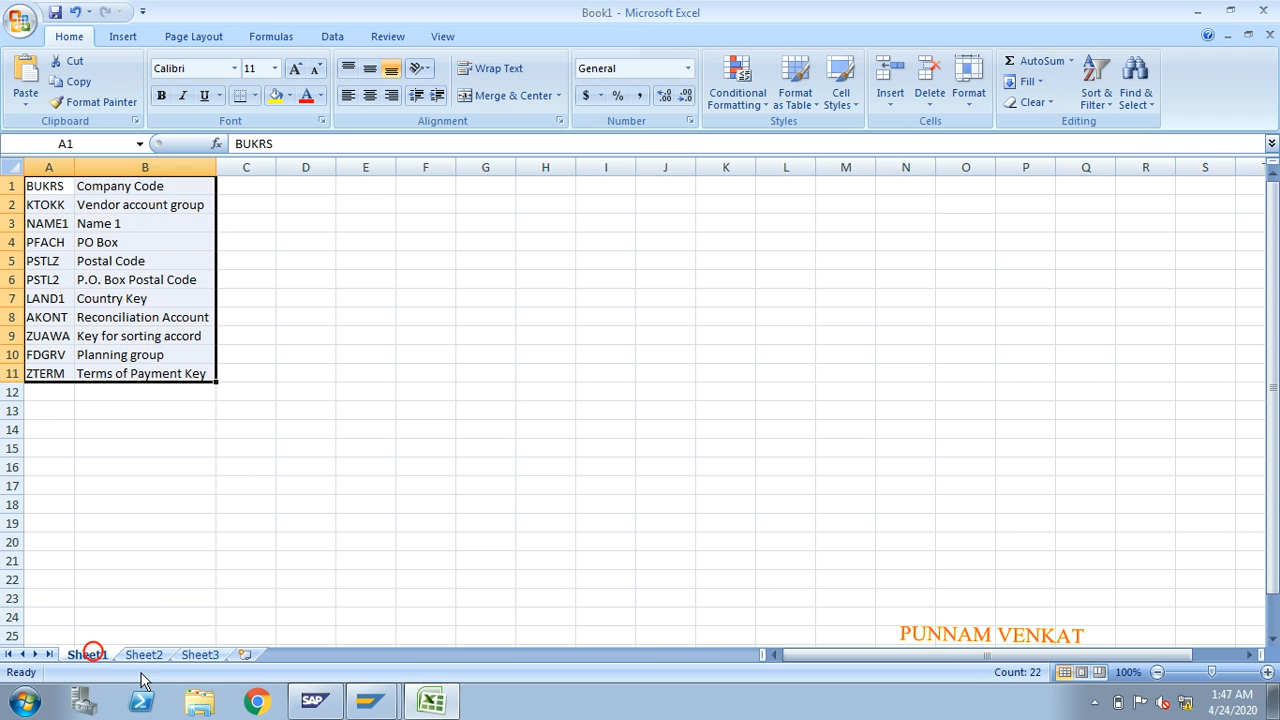 Book1 - Microsoft Excel
Home Insert Page Layout Formulas Data Review View
Paste Cut Copy Format Painter Clipboard
Calibri 11 B I U A Font
Wrap Text Merge & Center Alignment
General $ % , Number
Conditional Formatting Format as Table Cell Styles Styles
Insert Delete Format Cells
AutoSum Fill Clear Sort & Filter Find & Select Editing
A1 fx BUKRS
A B C D E F G H I J K L M N O P Q R S
1 BUKRS Company Code
2 KTOKK Vendor account group
3 NAME1 Name 1
4 PFACH PO Box
5 PSTLZ Postal Code
6 PSTL2 P.O. Box Postal Code
7 LAND1 Country Key
8 AKONT Reconciliation Account
9 ZUAWA Key for sorting accord
10 FDGRV Planning group
11 ZTERM Terms of Payment Key
12
13
14
15
16
17
18
19
20
21
22
23
24
25
PUNNAM VENKAT
Sheet1 Sheet2 Sheet3
Ready Count: 22 100%
SAP 1:47 AM
4/24/2020